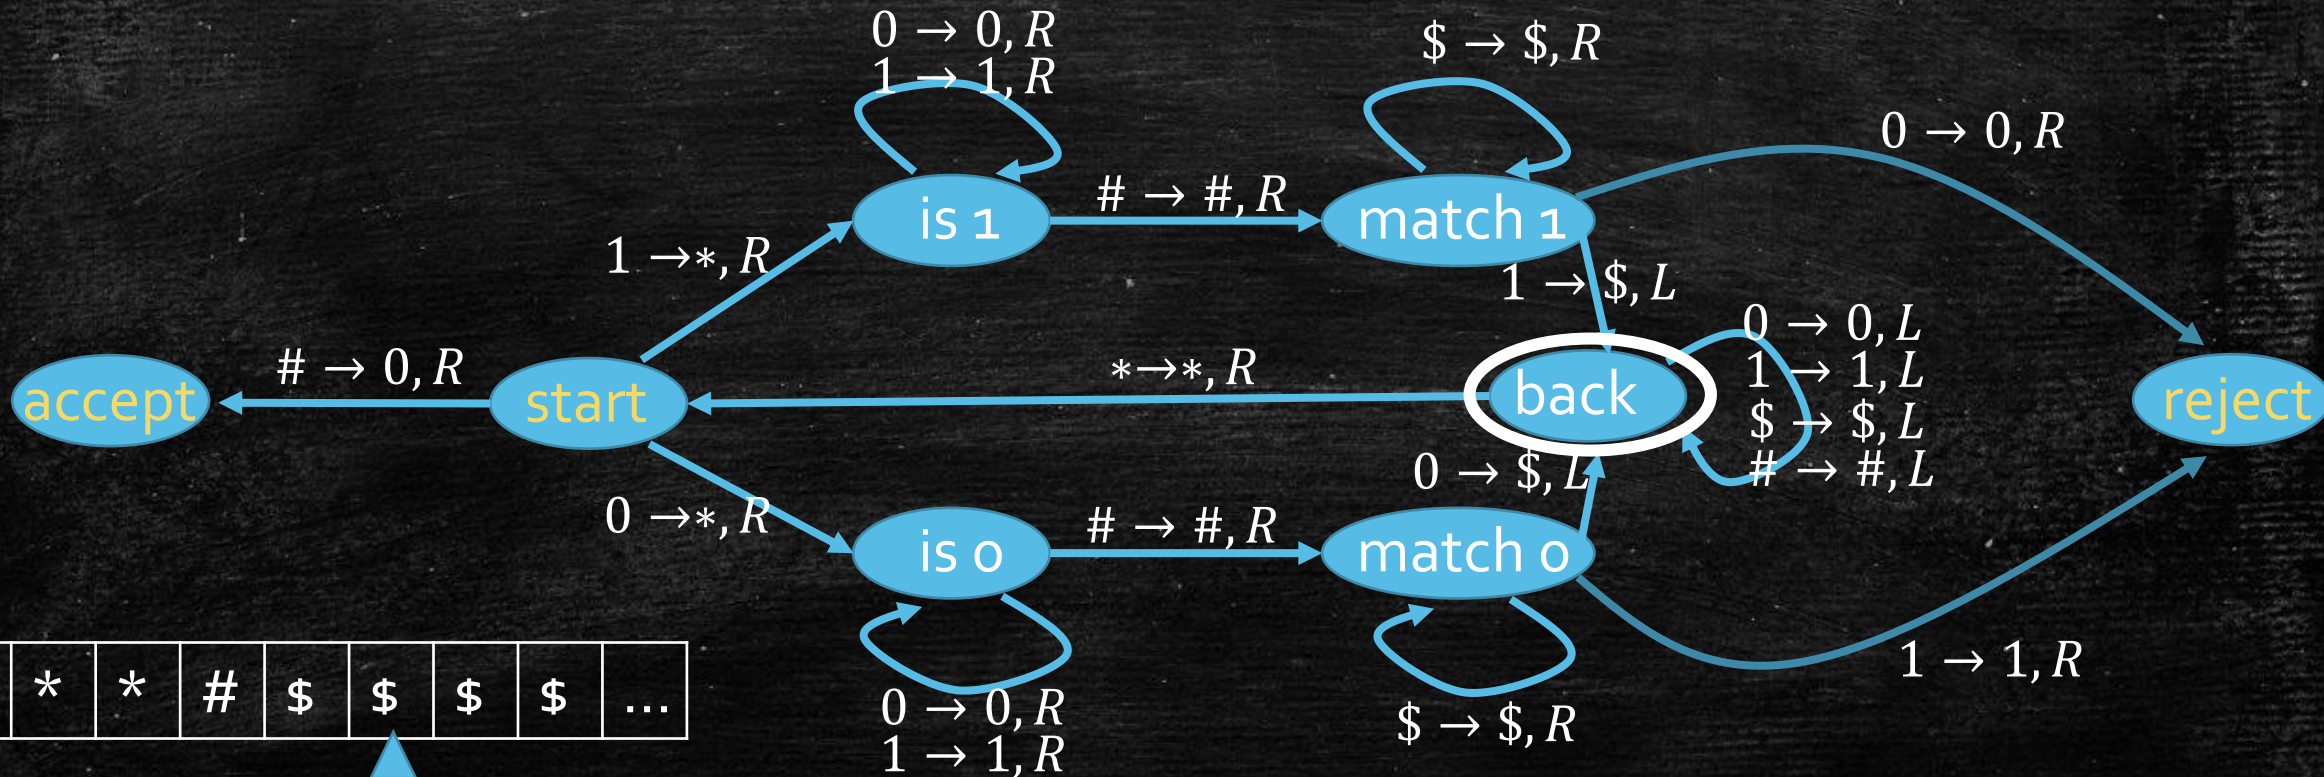 0 → 0, R
1 → 1, R
$ → $, R
0 → 0, R
# → #, R
is 1
match 1
1 →*, R
1 → $, L
0 → 0, L
1 → 1, L
$ → $, L
# → #, L
# → 0, R
*→*, R
accept
start
back
reject
0 → $, L
0 →*, R
# → #, R
is 0
match 0
1 → 1, R
* * # $ $ $ $ ...
0 → 0, R
1 → 1, R
$ → $, R